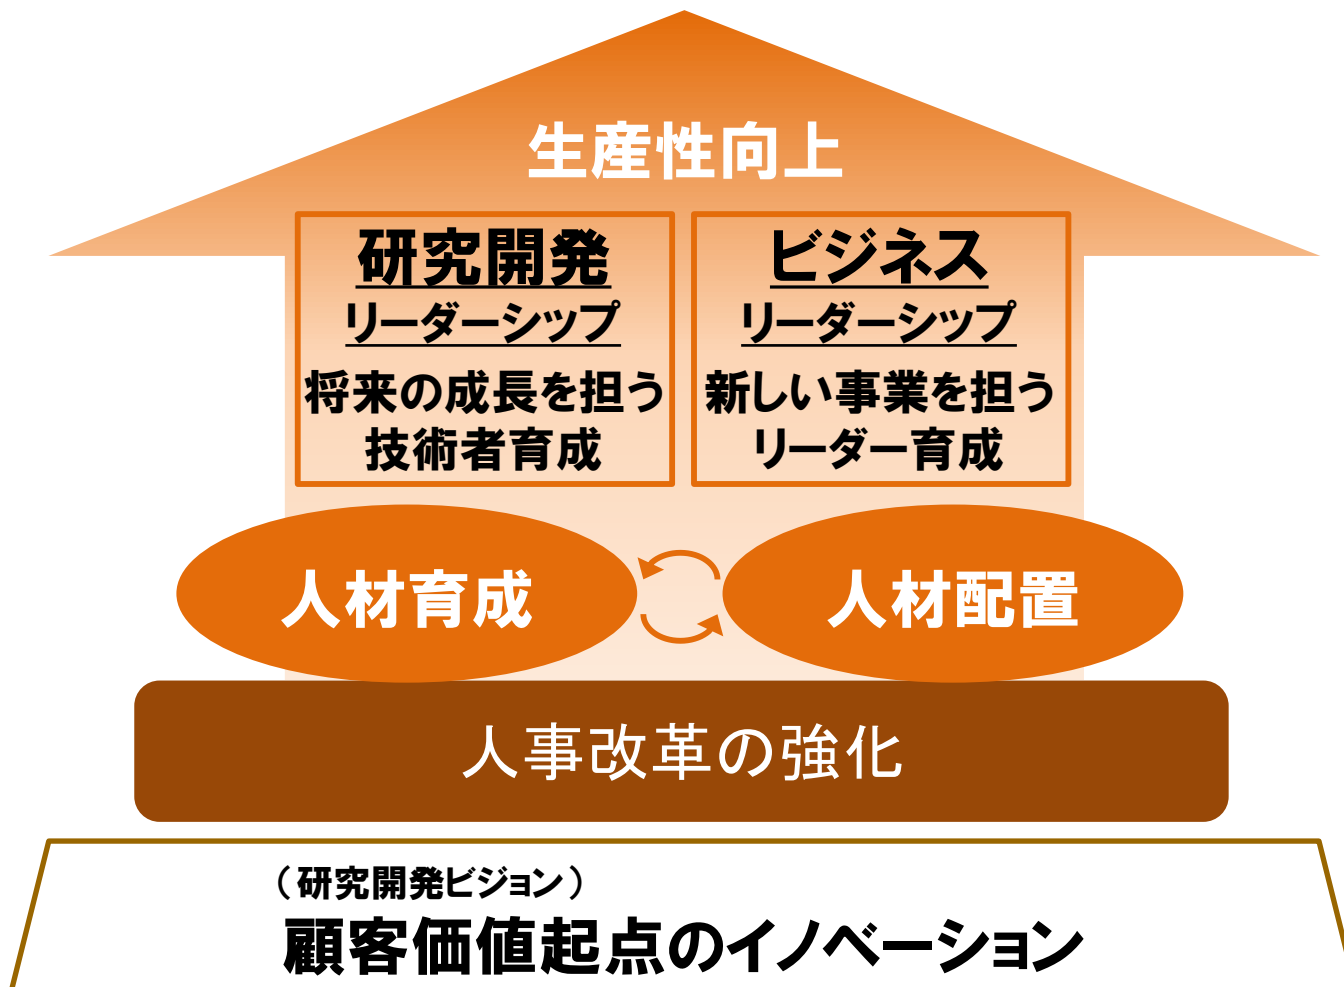 生産性向上
研究開発
リーダーシップ
将来の成長を担う
技術者育成
ビジネス
リーダーシップ
新しい事業を担う
リーダー育成
人材育成
人材配置
人事改革の強化
（研究開発ビジョン）
顧客価値起点のイノベーション